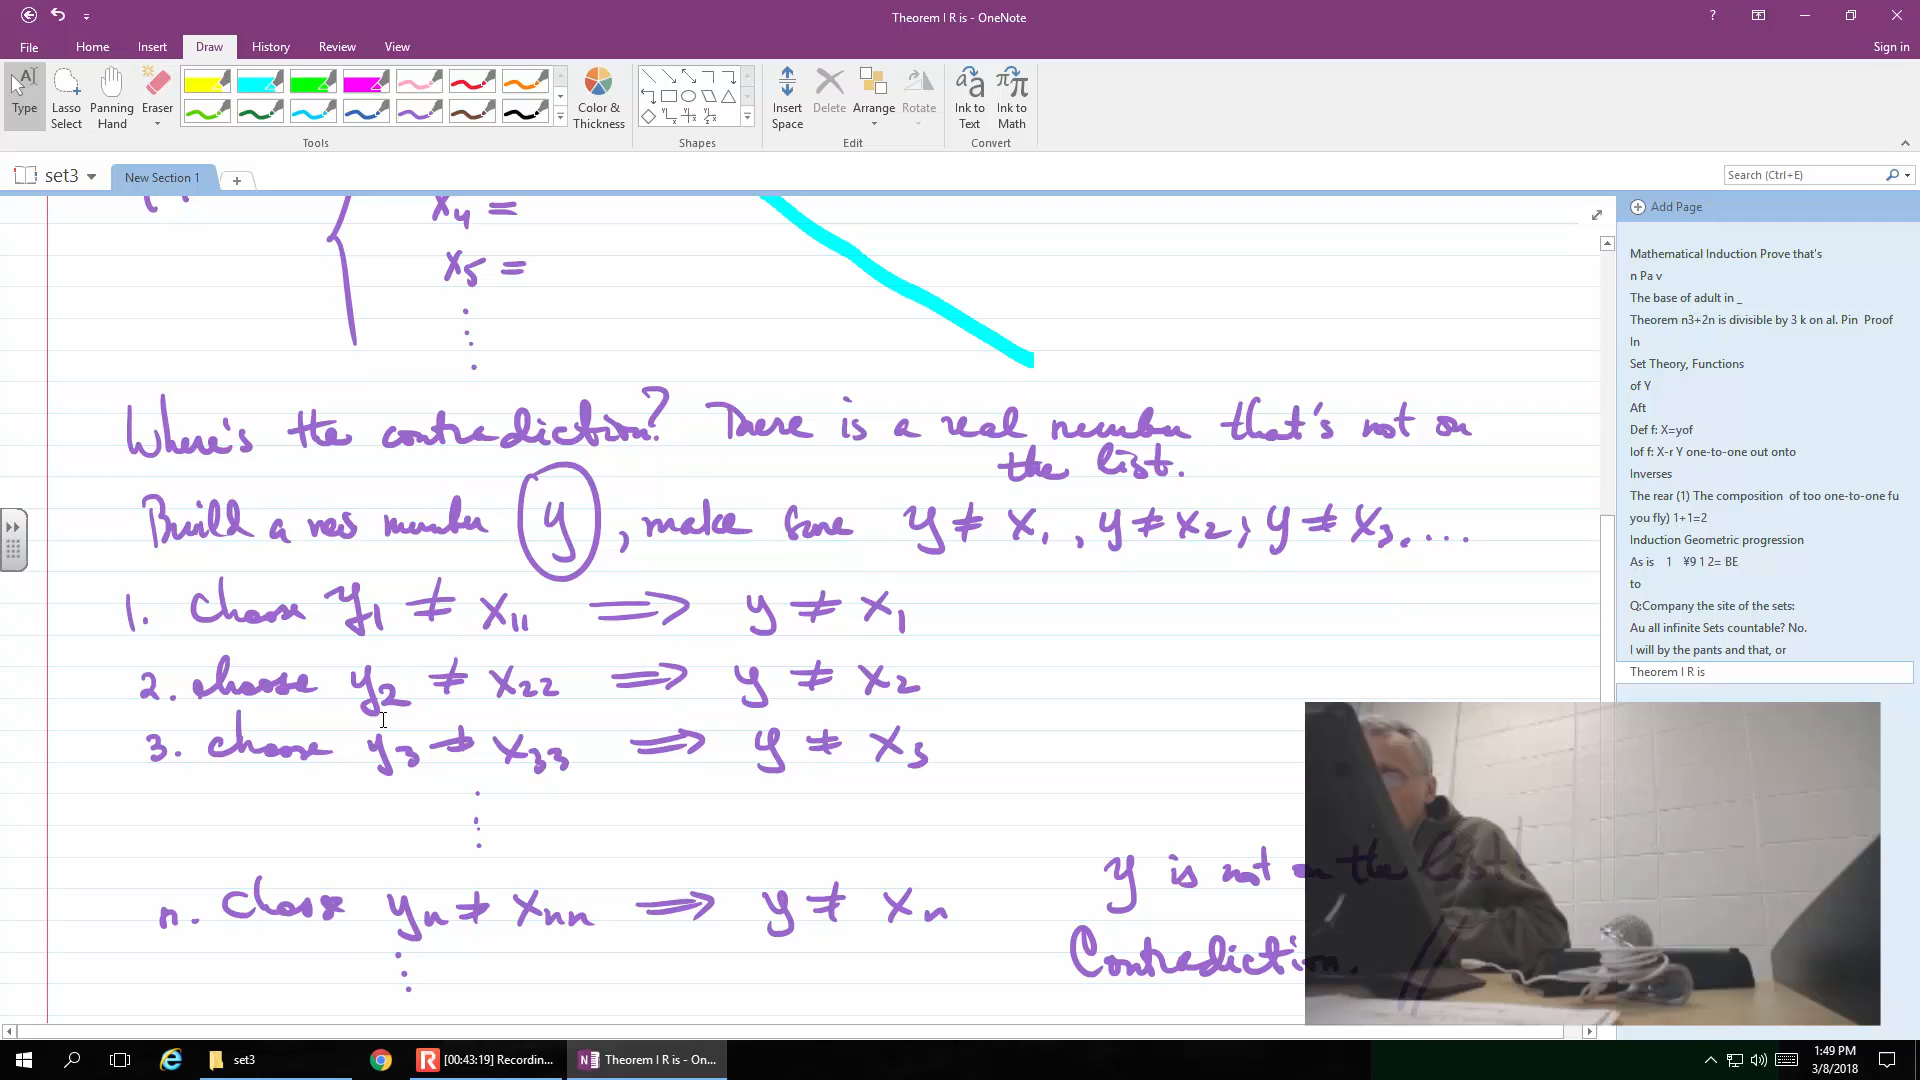 Theorem l R is - OneNote
File Home Insert Draw History Review View Sign in
Type
Lasso Select
Panning Hand
Eraser
Color & Thickness
Insert Space
Delete
Arrange
Rotate
Ink to Text
Ink to Math
Tools Shapes Edit Convert
set3 New Section 1 Search (Ctrl+E)
x4 =
x5 =
Where's the contradiction? There is a real number that's not on
the list.
Build a new number y, make sure y ≠ x1, y ≠ x2, y ≠ x3, ...
1. choose y1 ≠ x11 ⟹ y ≠ x1
2. choose y2 ≠ x22 ⟹ y ≠ x2
3. choose y3 ≠ x33 ⟹ y ≠ x3
n. choose yn ≠ xnn ⟹ y ≠ xn
y is not on the list.
Contradiction.
Add Page
Mathematical Induction Prove that's
n Pa v
The base of adult in _
Theorem n3+2n is divisible by 3 k on al. Pin Proof
In
Set Theory, Functions
of Y
Aft
Def f: X=yof
Iof f: X-r Y one-to-one out onto
Inverses
The rear (1) The composition of too one-to-one fu
you fly) 1+1=2
Induction Geometric progression
As is 1 ¥9 1 2= BE
to
Q:Company the site of the sets:
Au all infinite Sets countable? No.
I will by the pants and that, or
Theorem l R is
set3
[00:43:19] Recordin...
Theorem l R is - On...
1:49 PM
3/8/2018